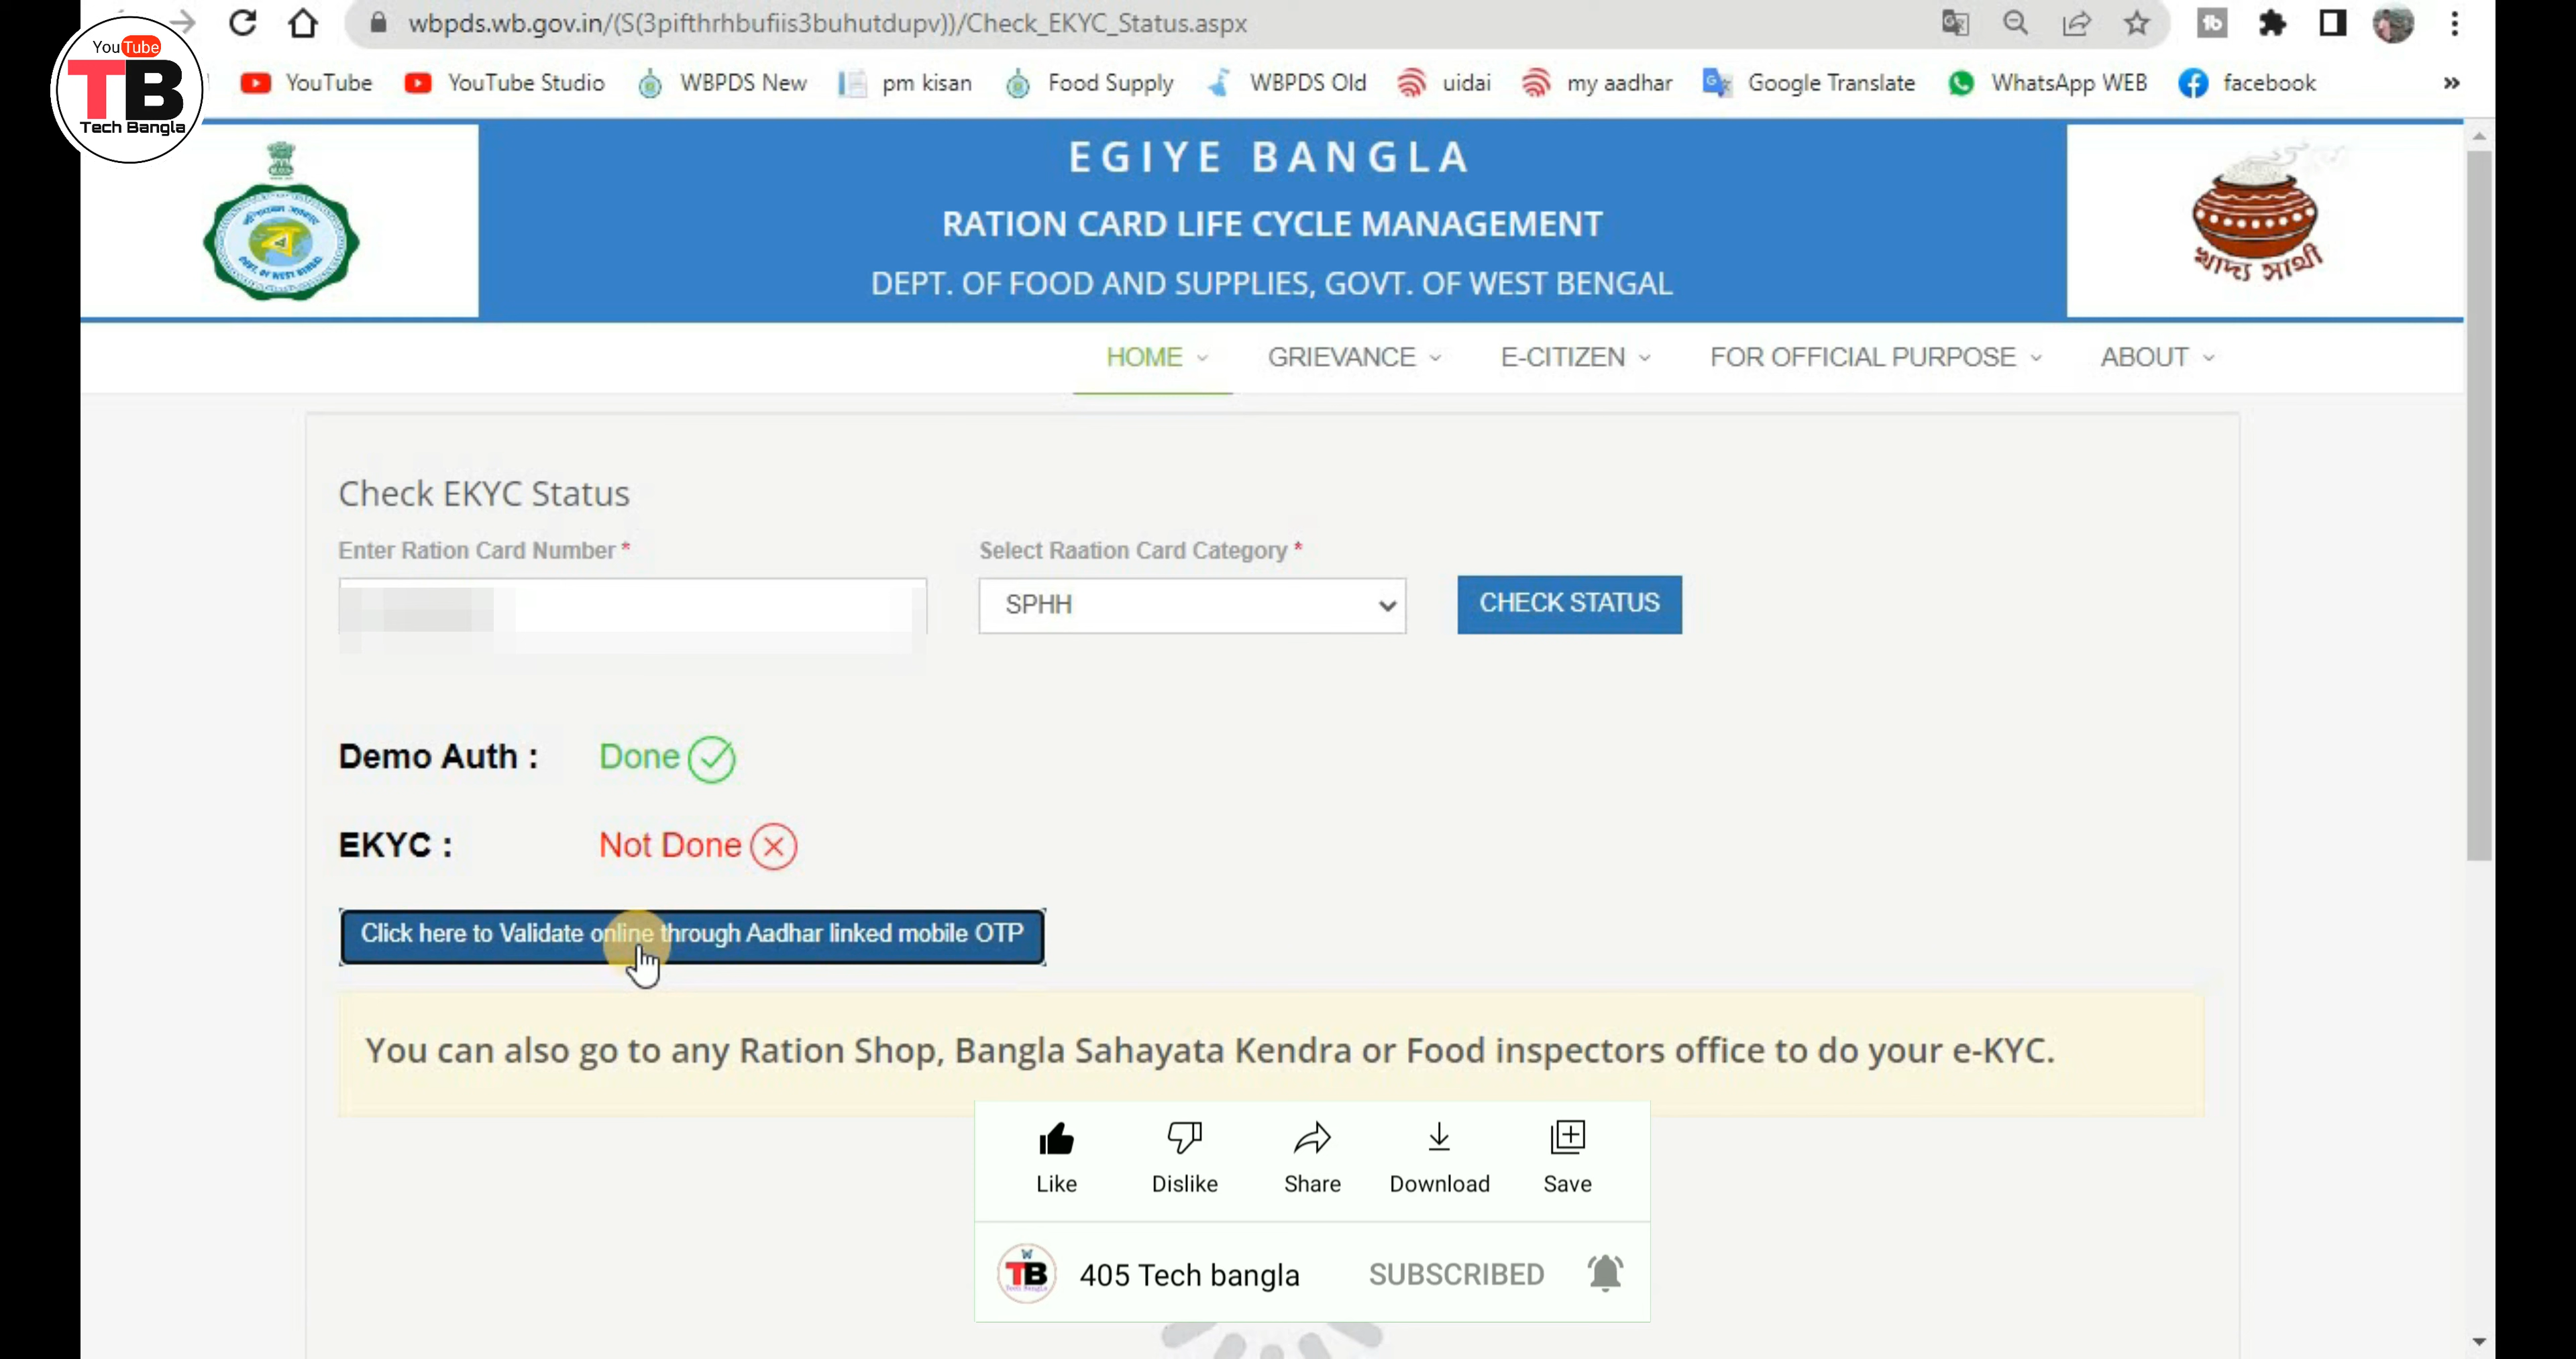 wbpds.wb.gov.in/(S(3pifthrhbufiis3buhutdupv))/Check_EKYC_Status.aspx
YouTube
TB
Tech Bangla
YouTube YouTube Studio WBPDS New pm kisan Food Supply WBPDS Old uidai my aadhar Google Translate WhatsApp WEB facebook »
EGIYE BANGLA
RATION CARD LIFE CYCLE MANAGEMENT
DEPT. OF FOOD AND SUPPLIES, GOVT. OF WEST BENGAL
খাদ্য সাথী
HOME GRIEVANCE E-CITIZEN FOR OFFICIAL PURPOSE ABOUT
Check EKYC Status
Enter Ration Card Number * Select Raation Card Category *
SPHH CHECK STATUS
Demo Auth : Done
EKYC : Not Done
Click here to Validate online through Aadhar linked mobile OTP
You can also go to any Ration Shop, Bangla Sahayata Kendra or Food inspectors office to do your e-KYC.
Like Dislike Share Download Save
TB 405 Tech bangla SUBSCRIBED